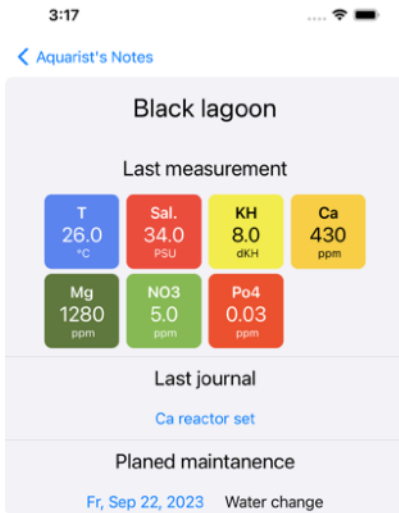 3:17
Aquarist's Notes
Black lagoon
Last measurement
T Sal. KH Ca
26.0 34.0 8.0 430
°C PSU dKH ppm
Mg NO3 Po4
1280 5.0 0.03
ppm ppm ppm
Last journal
Ca reactor set
Planed maintanence
Fr, Sep 22, 2023 Water change